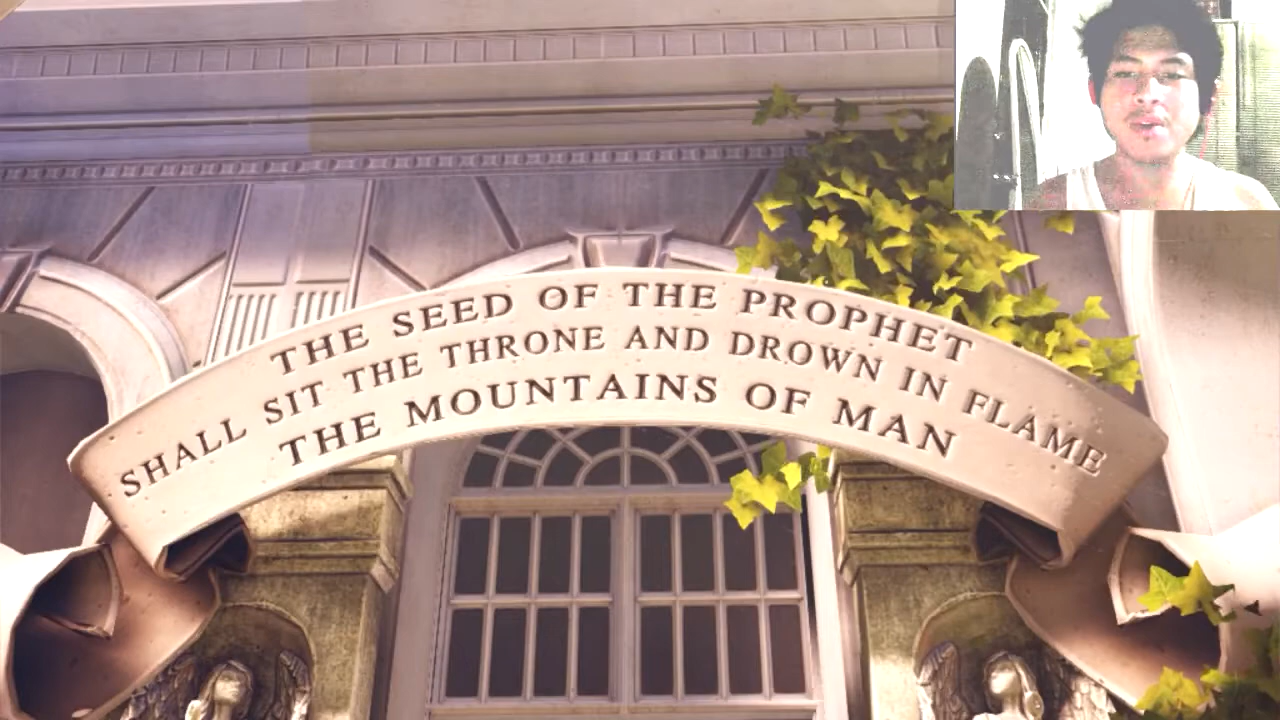 THE SEED OF THE PROPHET
SHALL SIT THE THRONE AND DROWN IN FLAME
THE MOUNTAINS OF MAN